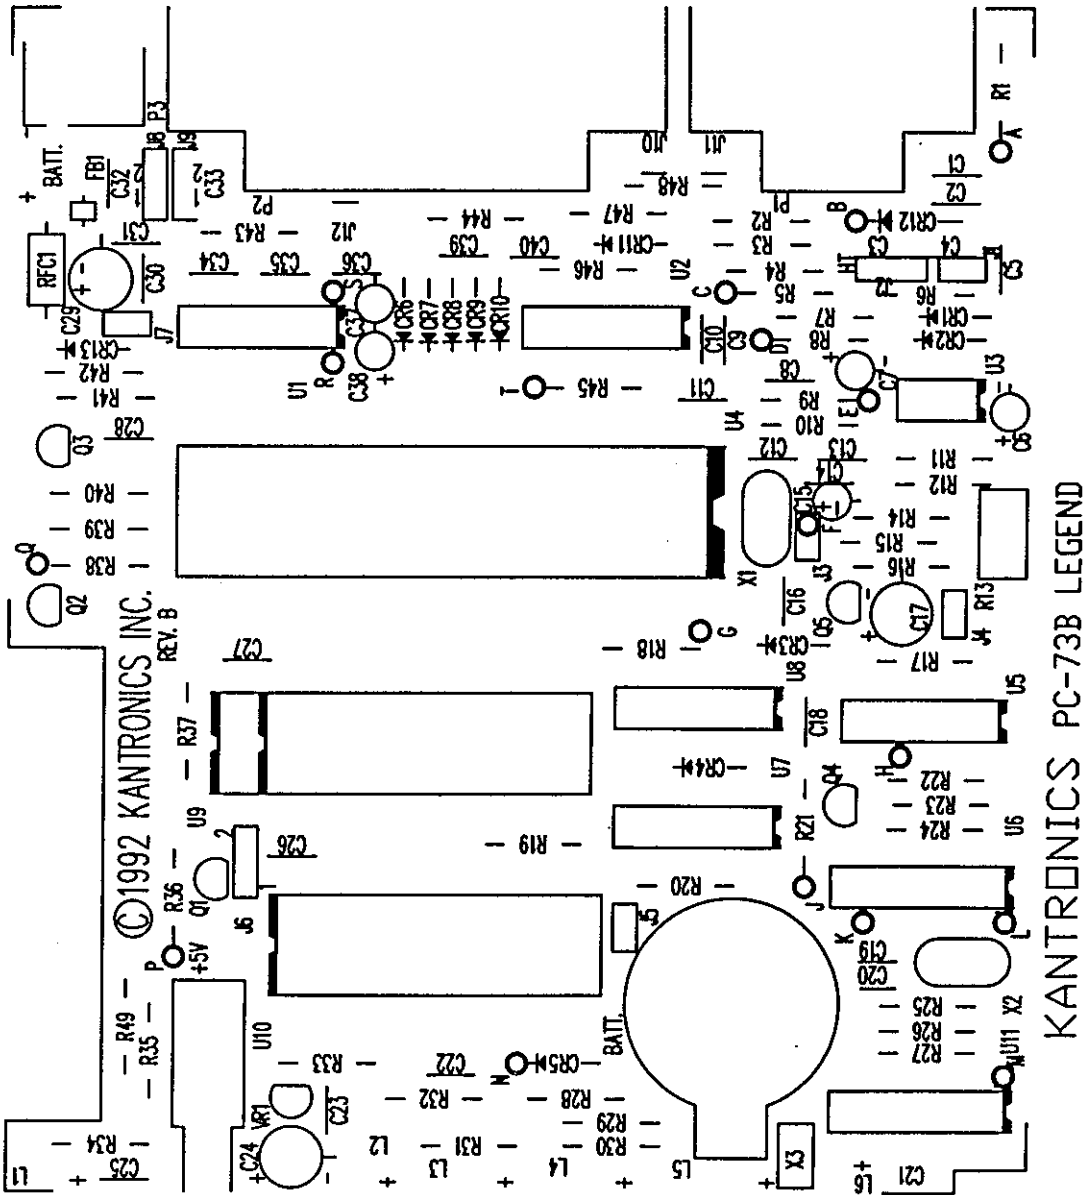 BATT.
+
-
FB1
C32
2
J8
J9
P3
2
C33
C31
RFC1
+
-
C30
C29
J7
CR13
R42
R41
C28
Q3
R40
R39
Q
R38
Q2
P2
R43
J12
C34
C35
C36
S
C37
C38
+
R
U1
R44
C39
C40
CR6
CR7
CR8
CR9
CR10
R47
CR11
R46
T
R45
J10
J11
R48
U2
C
C10
C9
C11
U4
P1
R2
R3
R4
R5
R7
R8
D
C8
R9
R10
R1
A
C1
C2
B
CR12
C3
C4
J2
R6
C5
CR1
CR2
+
C7
-
E
U3
-
+
C6
C12
C13
C14
C15
+
-
F
X1
J3
C16
R11
R12
R14
R15
R16
R13
Q5
-
+
C17
J4
R17
G
R18
CR3
C27
©1992 KANTRONICS INC.
REV. B
R37
U9
U8
C18
U5
H
CR4
U7
Q4
R22
R23
R24
U6
R21
R19
R20
C26
2
1
R36
Q1
J6
P
+5V
J5
J
K
L
C19
C20
R25
X2
R26
R27
U11
M
R49
R35
U10
R33
VR1
C23
C24
+
-
C22
N
CR5
BATT.
R32
R28
R29
R30
R31
R34
C25
L1
+
L2
+
L3
+
L4
+
L5
+
X3
L6
+
C21
KANTRONICS PC-73B LEGEND